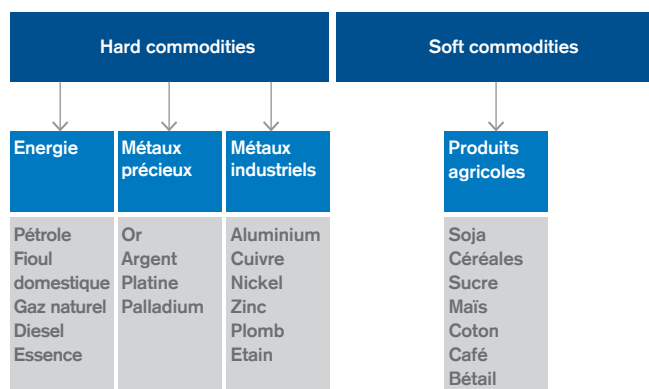 Hard commodities
Soft commodities
Energie
Métaux
précieux
Métaux
industriels
Produits
agricoles
Pétrole
Fioul
domestique
Gaz naturel
Diesel
Essence
Or
Argent
Platine
Palladium
Aluminium
Cuivre
Nickel
Zinc
Plomb
Etain
Soja
Céréales
Sucre
Maïs
Coton
Café
Bétail